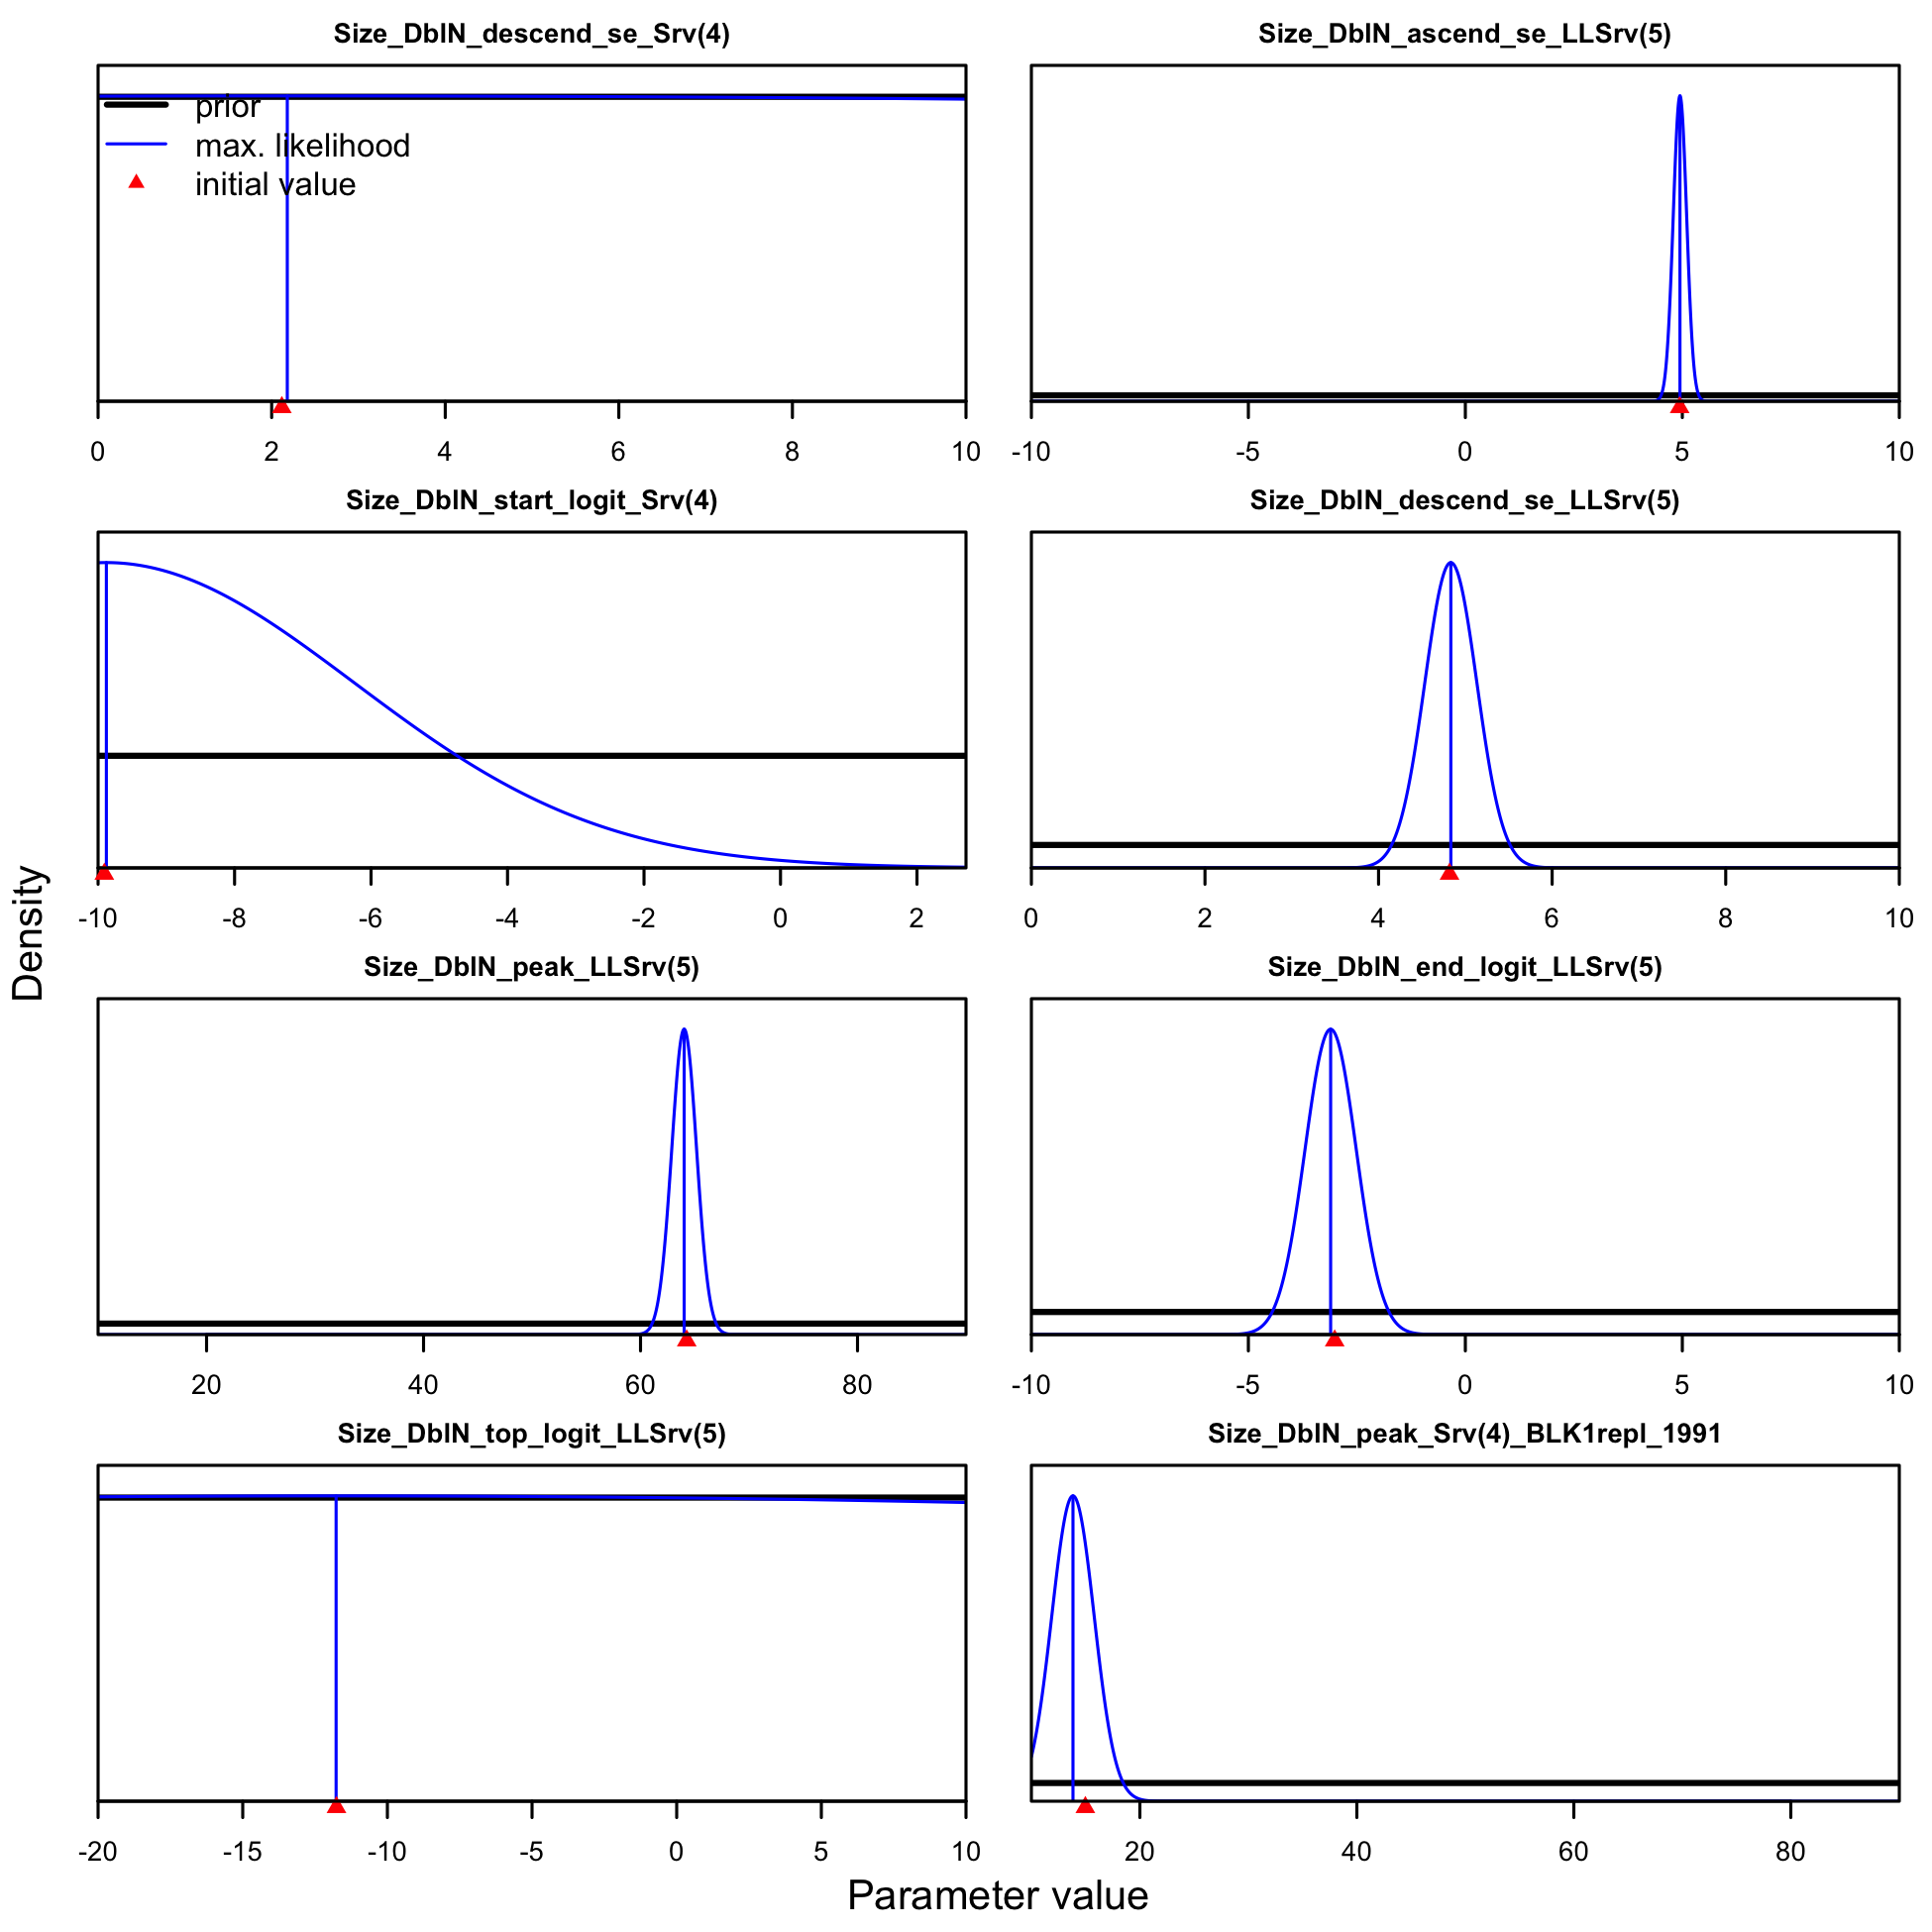 Size_DblN_descend_se_Srv(4)
prior
max. likelihood
initial value
0 2 4 6 8 10
Size_DblN_ascend_se_LLSrv(5)
-10 -5 0 5 10
Size_DblN_start_logit_Srv(4)
-10 -8 -6 -4 -2 0 2
Size_DblN_descend_se_LLSrv(5)
0 2 4 6 8 10
Size_DblN_peak_LLSrv(5)
20 40 60 80
Size_DblN_end_logit_LLSrv(5)
-10 -5 0 5 10
Size_DblN_top_logit_LLSrv(5)
-20 -15 -10 -5 0 5 10
Size_DblN_peak_Srv(4)_BLK1repl_1991
20 40 60 80
Density
Parameter value